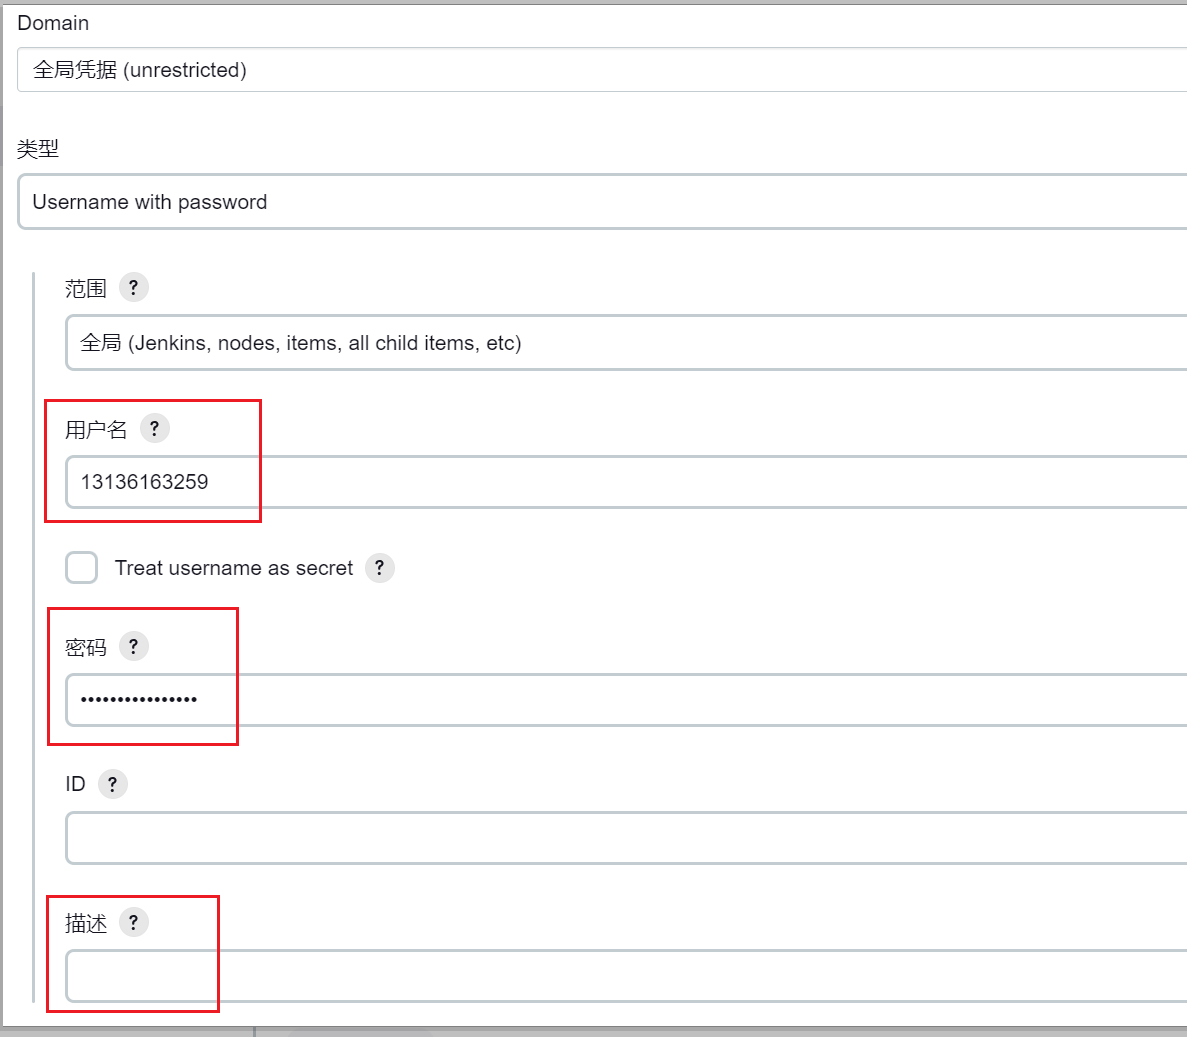 Domain
全局凭据 (unrestricted)
类型
Username with password
范围 ?
全局 (Jenkins, nodes, items, all child items, etc)
用户名 ?
13136163259
Treat username as secret ?
密码 ?
••••••••••••••••
ID ?
描述 ?